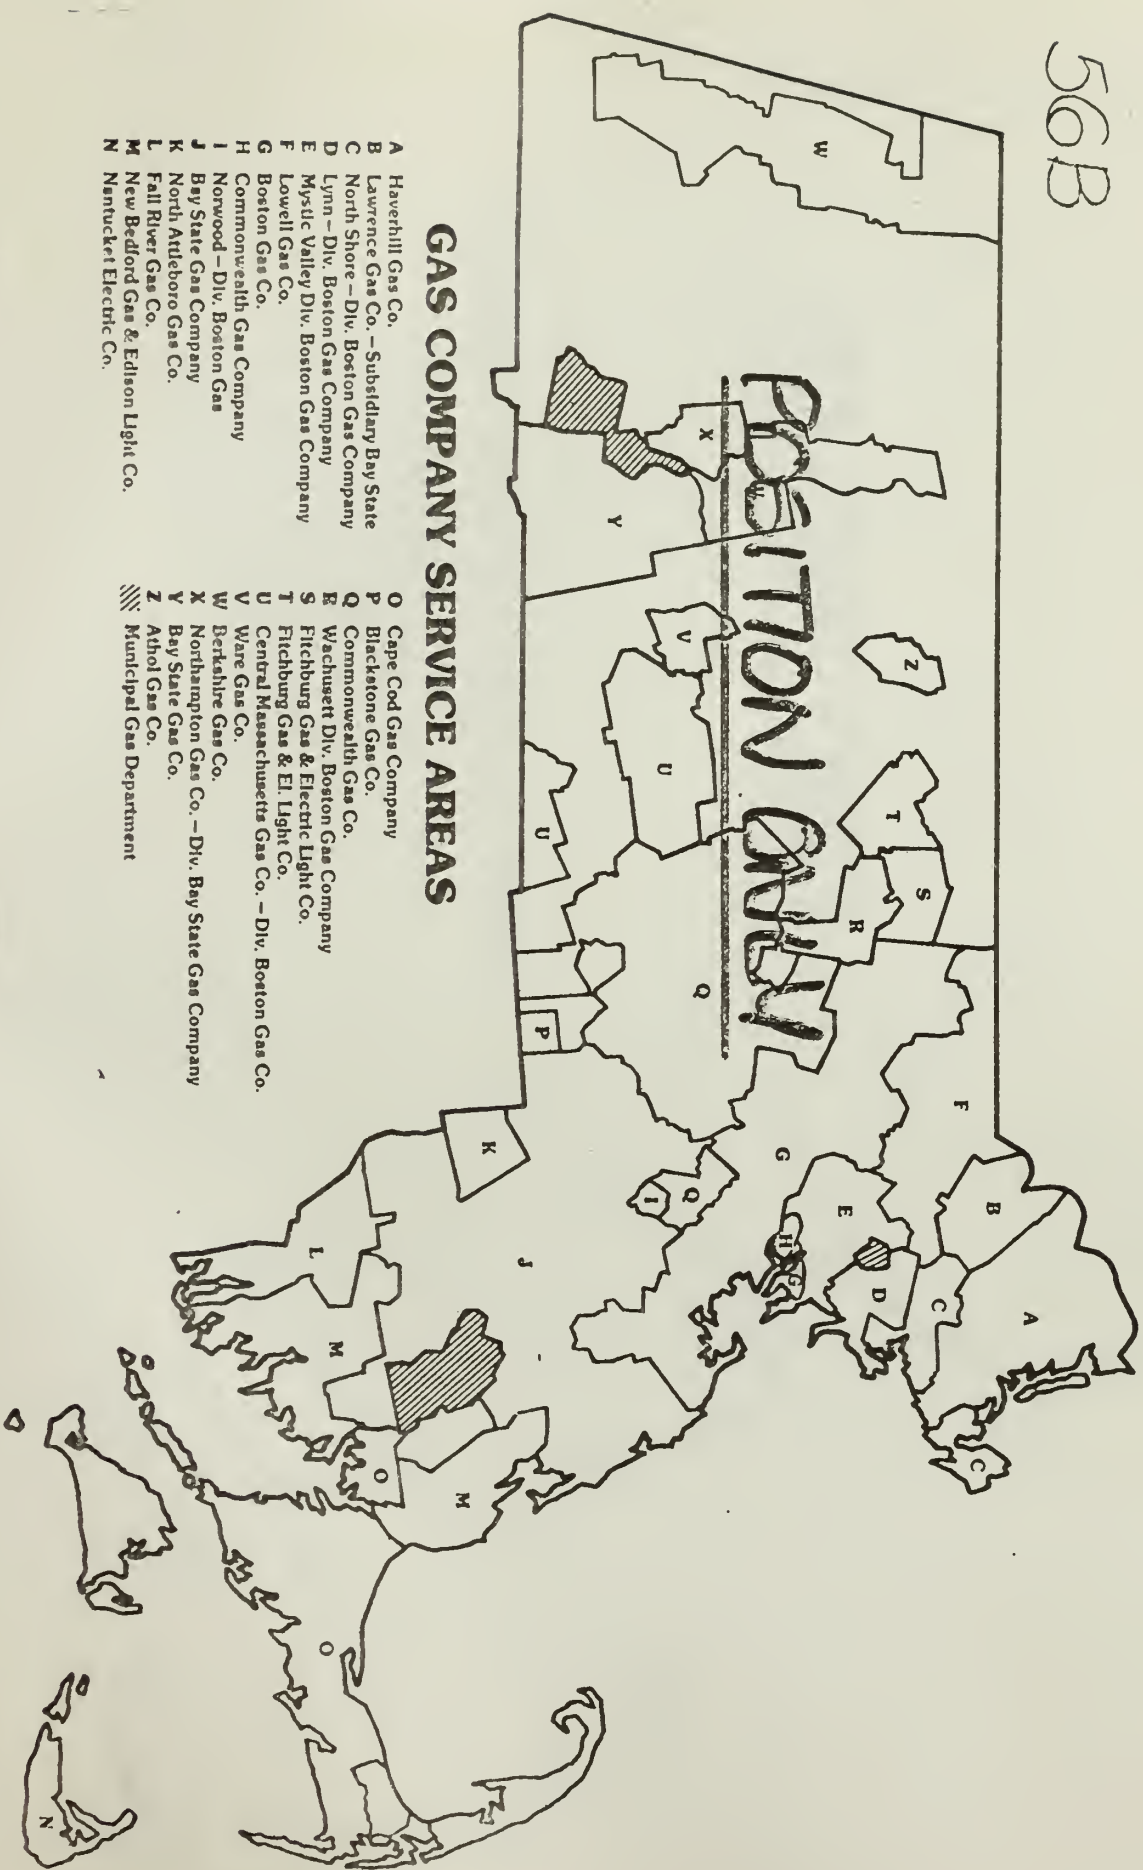 56B
POSITION ONLY
GAS COMPANY SERVICE AREAS
A Haverhill Gas Co.
B Lawrence Gas Co. – Subsidiary Bay State
C North Shore – Div. Boston Gas Company
D Lynn – Div. Boston Gas Company
E Mystic Valley Div. Boston Gas Company
F Lowell Gas Co.
G Boston Gas Co.
H Commonwealth Gas Company
I Norwood – Div. Boston Gas
J Bay State Gas Company
K North Attleboro Gas Co.
L Fall River Gas Co.
M New Bedford Gas & Edison Light Co.
N Nantucket Electric Co.
O Cape Cod Gas Company
P Blackstone Gas Co.
Q Commonwealth Gas Co.
R Wachusett Div. Boston Gas Company
S Fitchburg Gas & Electric Light Co.
T Fitchburg Gas & El. Light Co.
U Central Massachusetts Gas Co. – Div. Boston Gas Co.
V Ware Gas Co.
W Berkshire Gas Co.
X Northampton Gas Co. – Div. Bay State Gas Company
Y Bay State Gas Co.
Z Athol Gas Co.
Municipal Gas Department
W
X
Y
V
U
U
Z
T
S
R
Q
P
F
G
E
B
A
C
C
D
H
G
Q
I
K
J
L
M
M
O
O
N